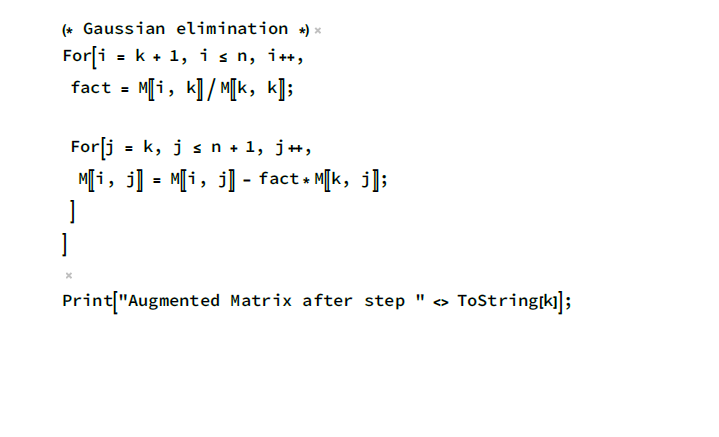 (* Gaussian elimination *) ×
For[i = k + 1, i ≤ n, i++,
fact = M〚i, k〛/M〚k, k〛;
For[j = k, j ≤ n + 1, j++,
M〚i, j〛 = M〚i, j〛 - fact * M〚k, j〛;
]
]
×
Print["Augmented Matrix after step " <> ToString[k]];